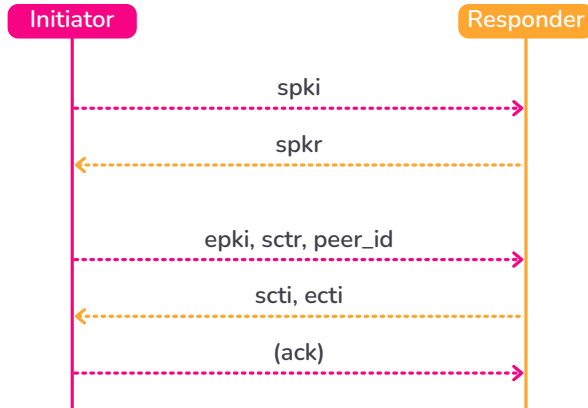 Initiator
Responder
spki
spkr
epki, sctr, peer_id
scti, ecti
(ack)